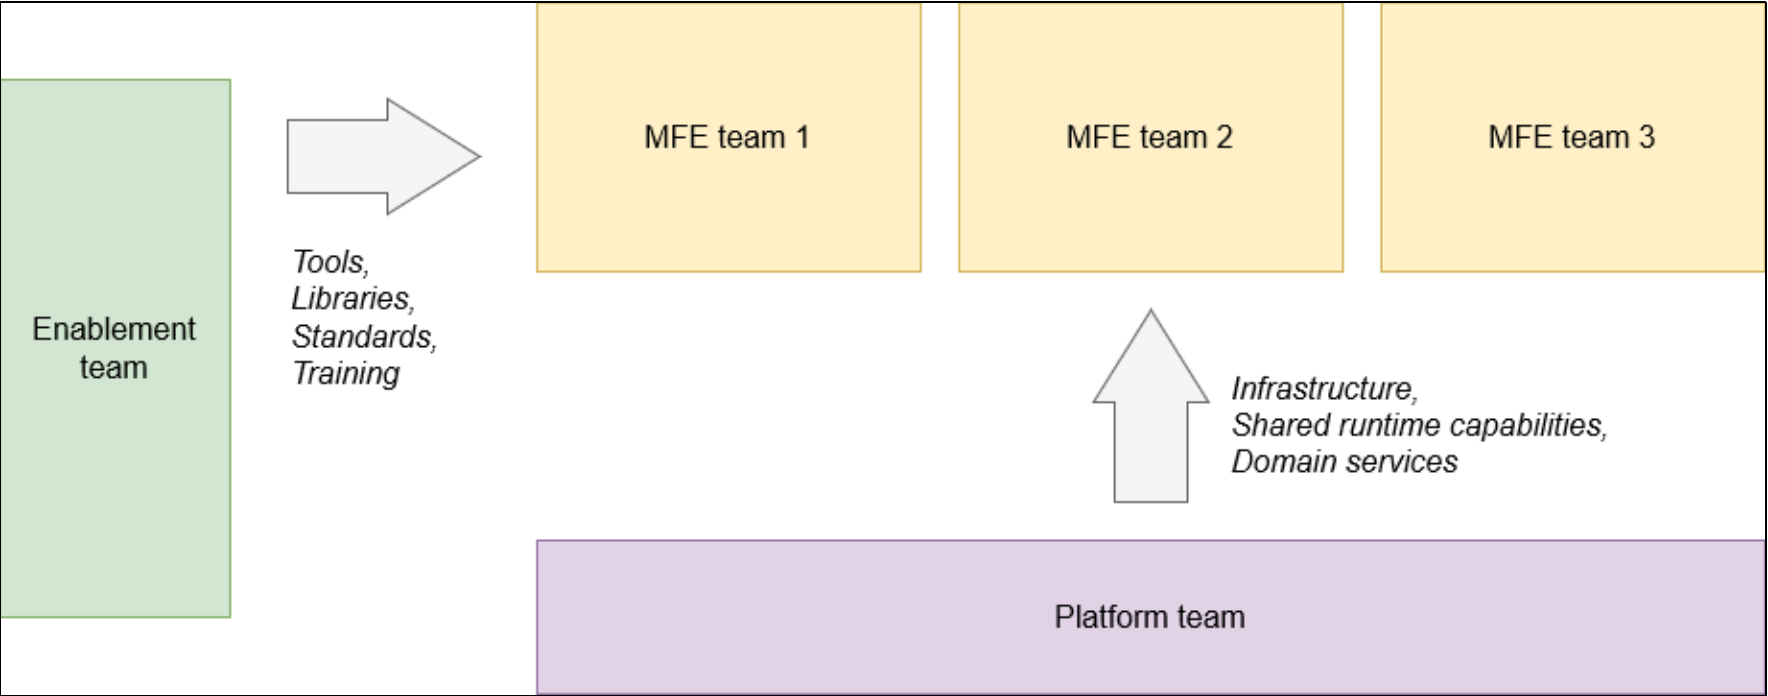 MFE team 1
MFE team 2
MFE team 3
Enablement
team
Tools,
Libraries,
Standards,
Training
Infrastructure,
Shared runtime capabilities,
Domain services
Platform team